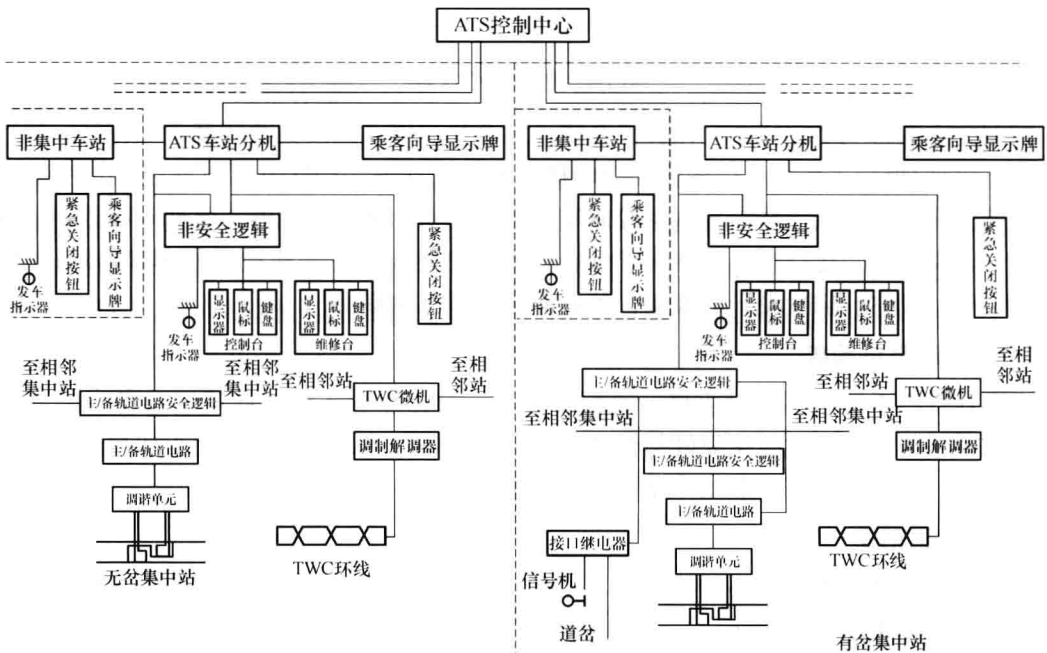 ATS控制中心
非集中车站
ATS车站分机
乘客向导显示牌
紧急关闭按钮
乘客向导显示牌
发车
指示器
非安全逻辑
紧急关闭按钮
显示器
鼠标
键盘
控制台
显示器
鼠标
键盘
维修台
发车
指示器
至相邻
集中站
至相邻
集中站
至相邻站
至相
邻站
主/备轨道电路安全逻辑
TWC微机
主/备轨道电路
调制解调器
调谐单元
无岔集中站
TWC环线
非集中车站
ATS车站分机
乘客向导显示牌
紧急关闭按钮
乘客向导显示牌
发车
指示器
非安全逻辑
紧急关闭按钮
显示器
鼠标
键盘
控制台
显示器
鼠标
键盘
维修台
发车
指示器
主/备轨道电路安全逻辑
至相邻站
至相
邻站
TWC微机
至相邻集中站
至相邻集中站
主/备轨道电路安全逻辑
调制解调器
主/备轨道电路
接口继电器
调谐单元
TWC环线
信号机
道岔
有岔集中站